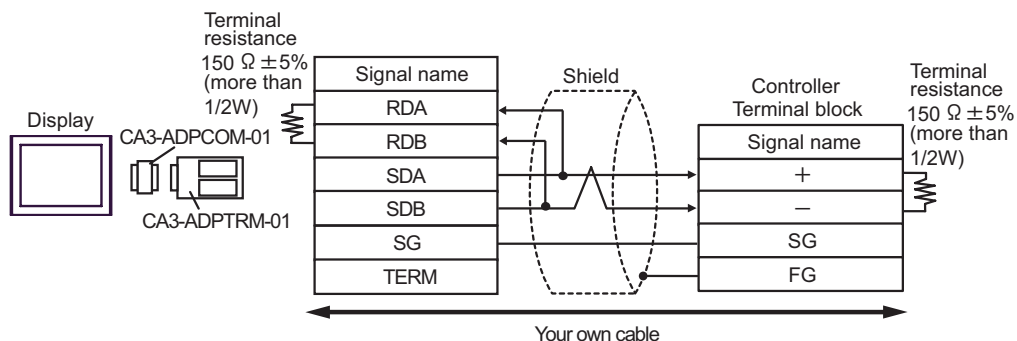 Terminal
resistance
150 Ω ±5%
(more than
1/2W)
Display
CA3-ADPCOM-01
CA3-ADPTRM-01
Signal name
RDA
RDB
SDA
SDB
SG
TERM
Shield
Controller
Terminal block
Signal name
+
−
SG
FG
Terminal
resistance
150 Ω ±5%
(more than
1/2W)
Your own cable